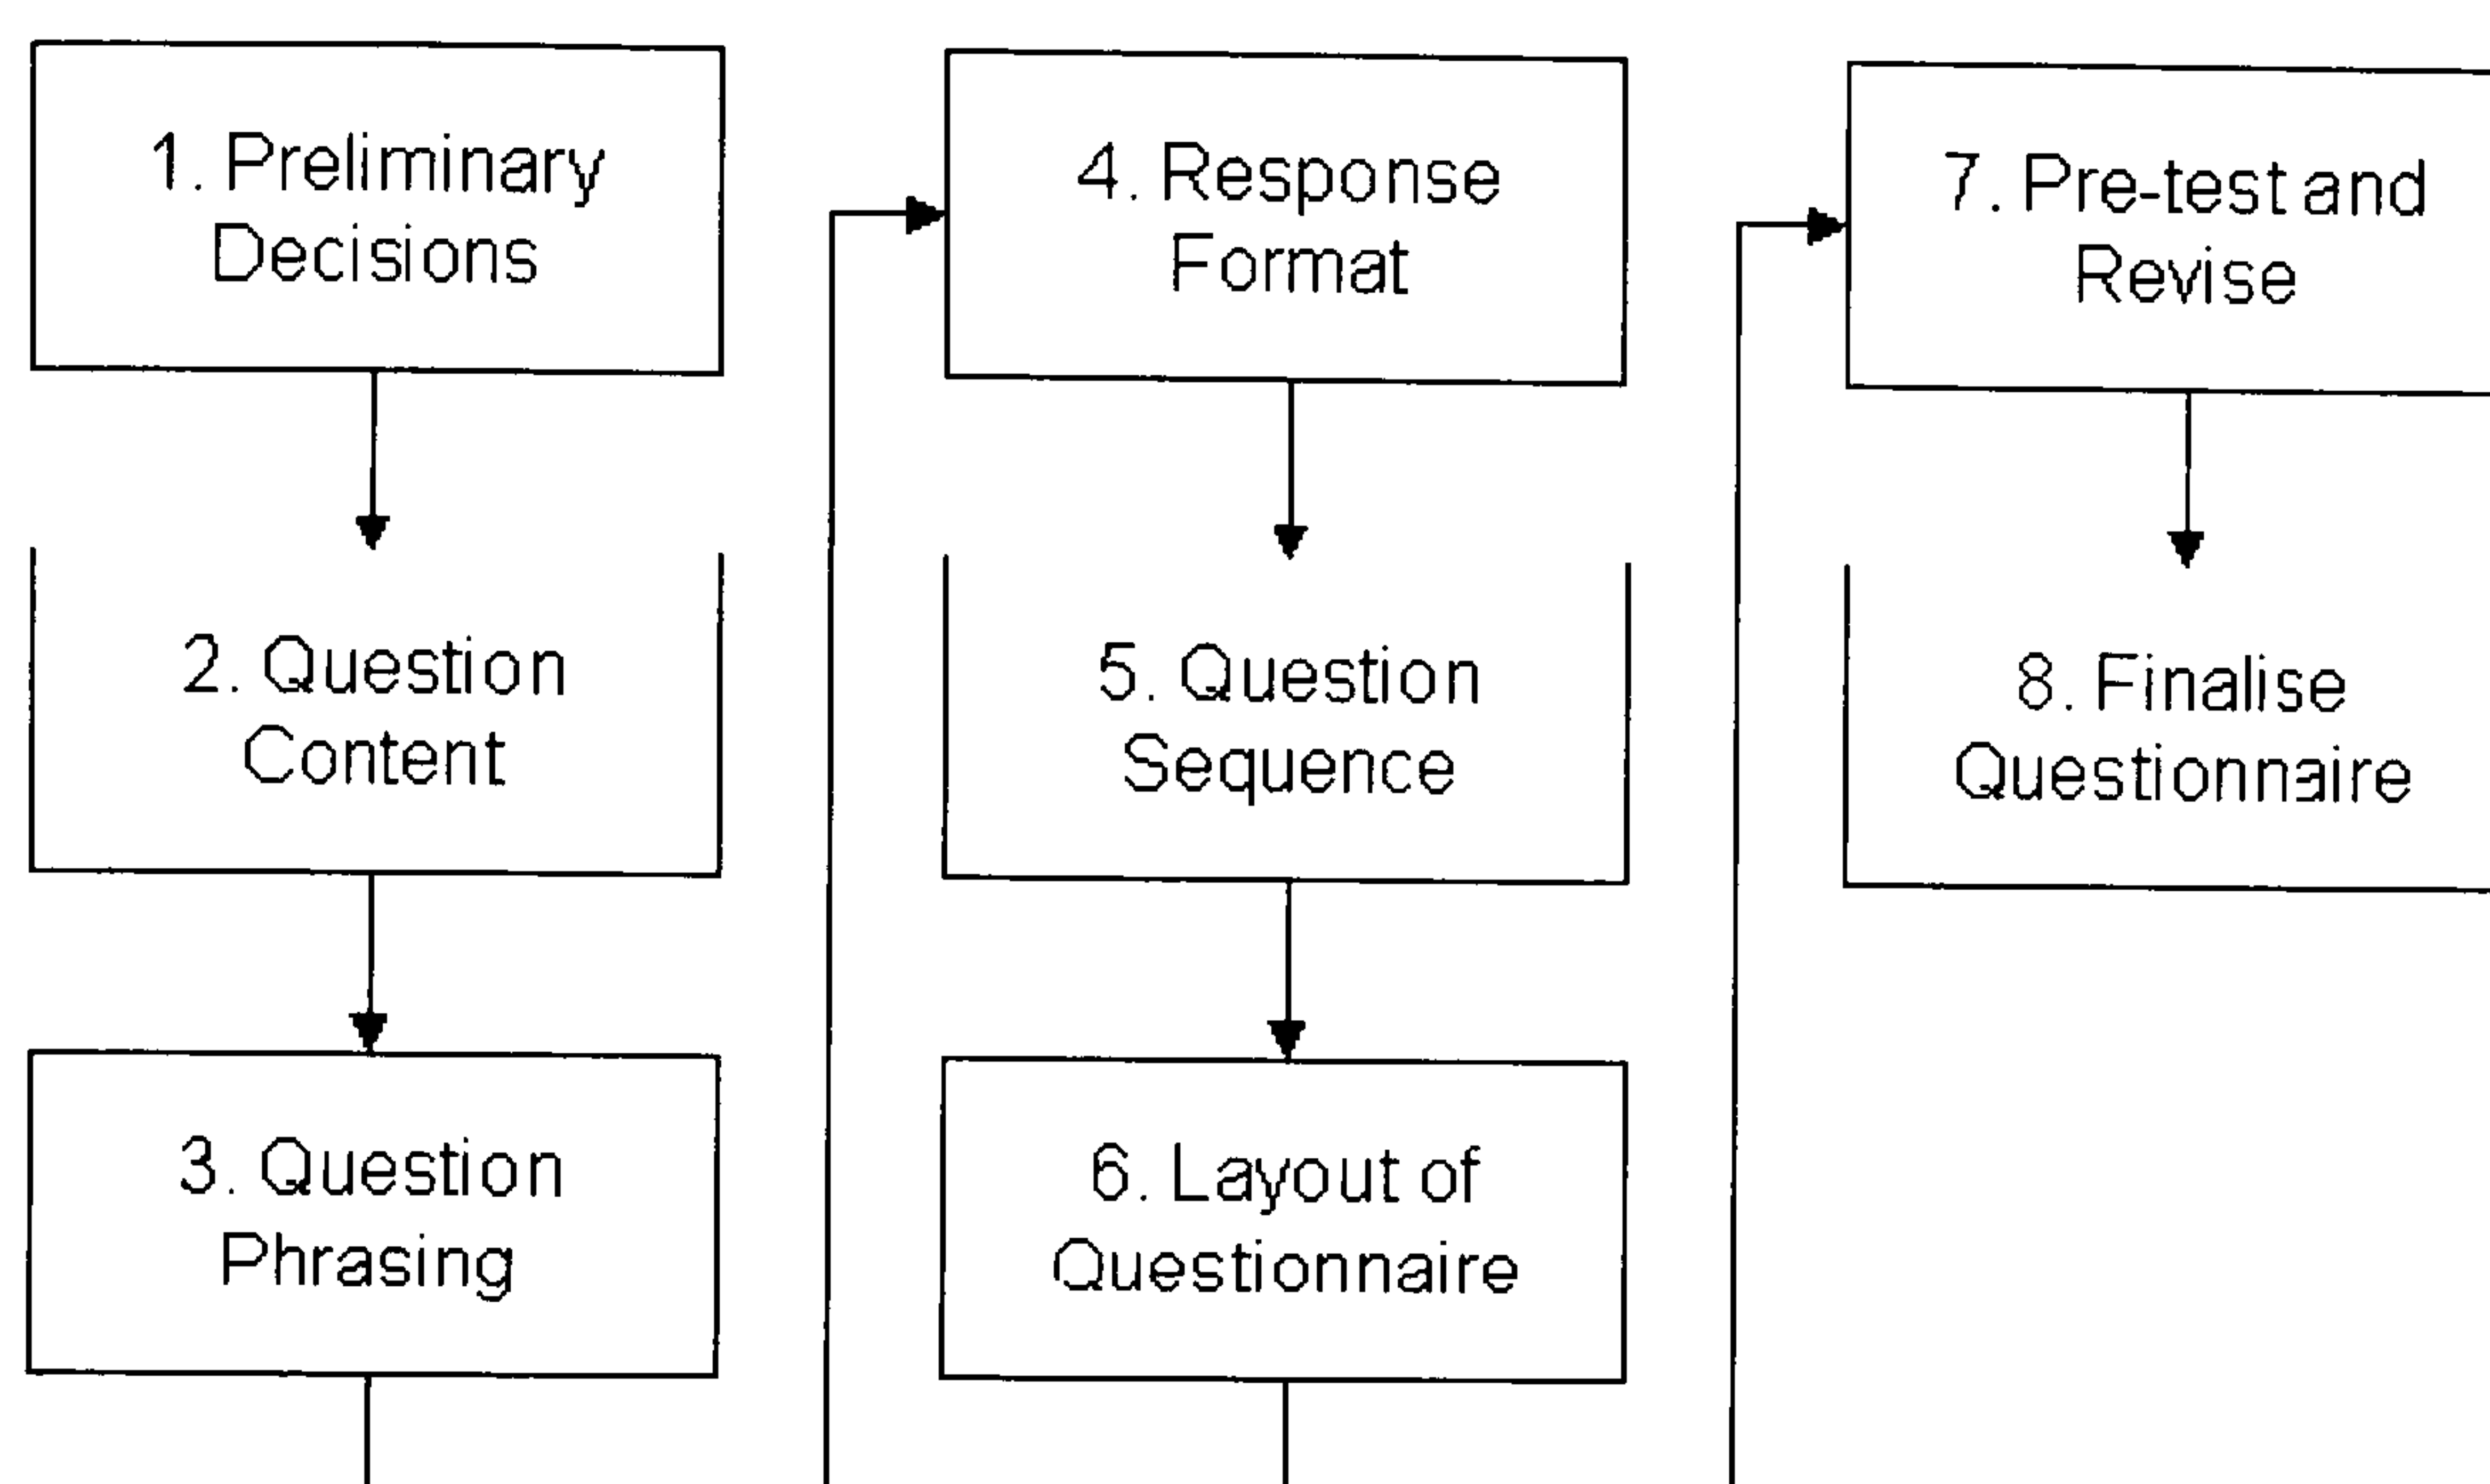 1. Preliminary
Decisions
2. Question
Content
3. Question
Phrasing
4. Response
Format
5. Question
Sequence
6. Layout of
Questionnaire
7. Pre-test and
Revise
8. Finalise
Questionnaire